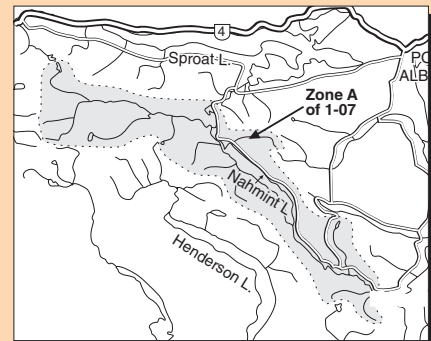 4
Sproat L.
PO
ALB
Zone A
of 1-07
Nahmint L.
Henderson L.